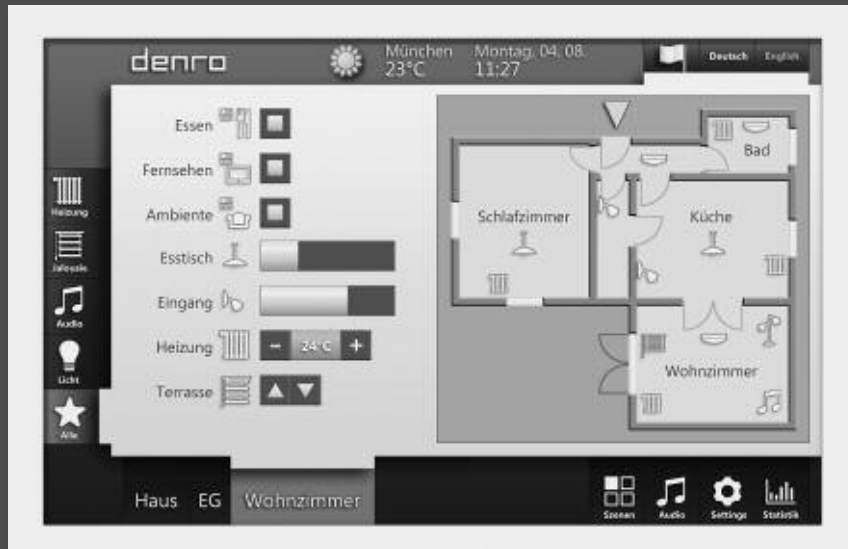 denro
München
23°C
Montag, 04. 08.
11:27
Deutsch English
Essen
Fernsehen
Ambiente
Esstisch
Eingang
Heizung - 24°C +
Terrasse
Heizung
Jalousie
Audio
Licht
Alle
Bad
Schlafzimmer
Küche
Wohnzimmer
Haus EG Wohnzimmer
Szenen Audio Settings Statistik